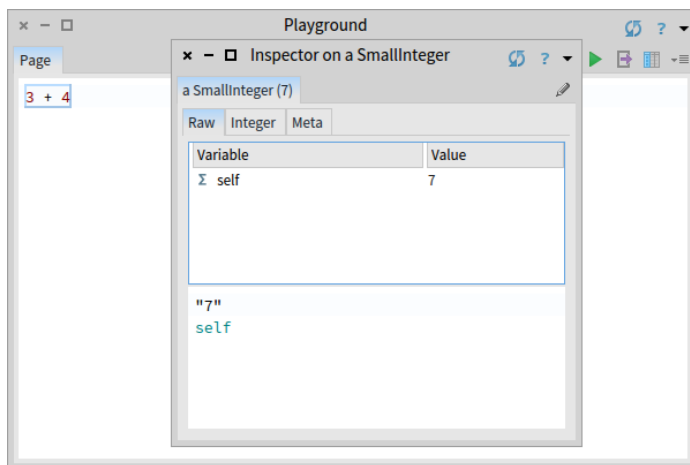 Playground
?
Page
3 + 4
Inspector on a SmallInteger
?
a SmallInteger (7)
Raw Integer Meta
Variable Value
Σ self 7
"7"
self